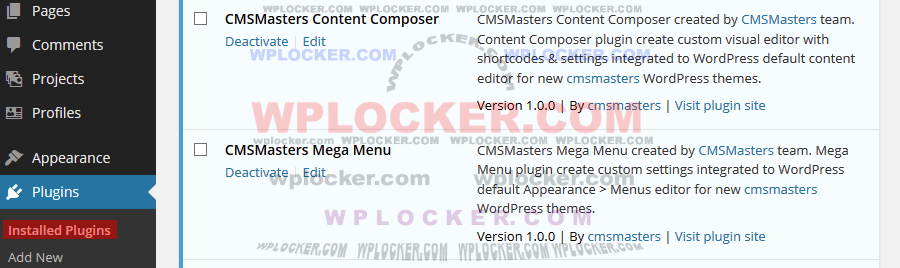 Pages
Comments
Projects
Profiles
Appearance
Plugins
Installed Plugins
Add New
CMSMasters Content Composer
Deactivate | Edit
CMSMasters Content Composer created by CMSMasters team.
Content Composer plugin create custom visual editor with
shortcodes & settings integrated to WordPress default content
editor for new cmsmasters WordPress themes.
Version 1.0.0 | By cmsmasters | Visit plugin site
CMSMasters Mega Menu
Deactivate | Edit
CMSMasters Mega Menu created by CMSMasters team. Mega
Menu plugin create custom settings integrated to WordPress
default Appearance > Menus editor for new cmsmasters
WordPress themes.
Version 1.0.0 | By cmsmasters | Visit plugin site
WPLOCKER.COM WPLOCKER.COM
WPLOCKER.COM
WPLOCKER.COM
wplocker.com WPLOCKER.COM WPLOCKER.COM wplocker.com
wplocker.com wplocker.com
WPLOCKER.COM
WPLOCKER.COM WPLOCKER.COM WPLOCKER.COM WPLOCKER.COM